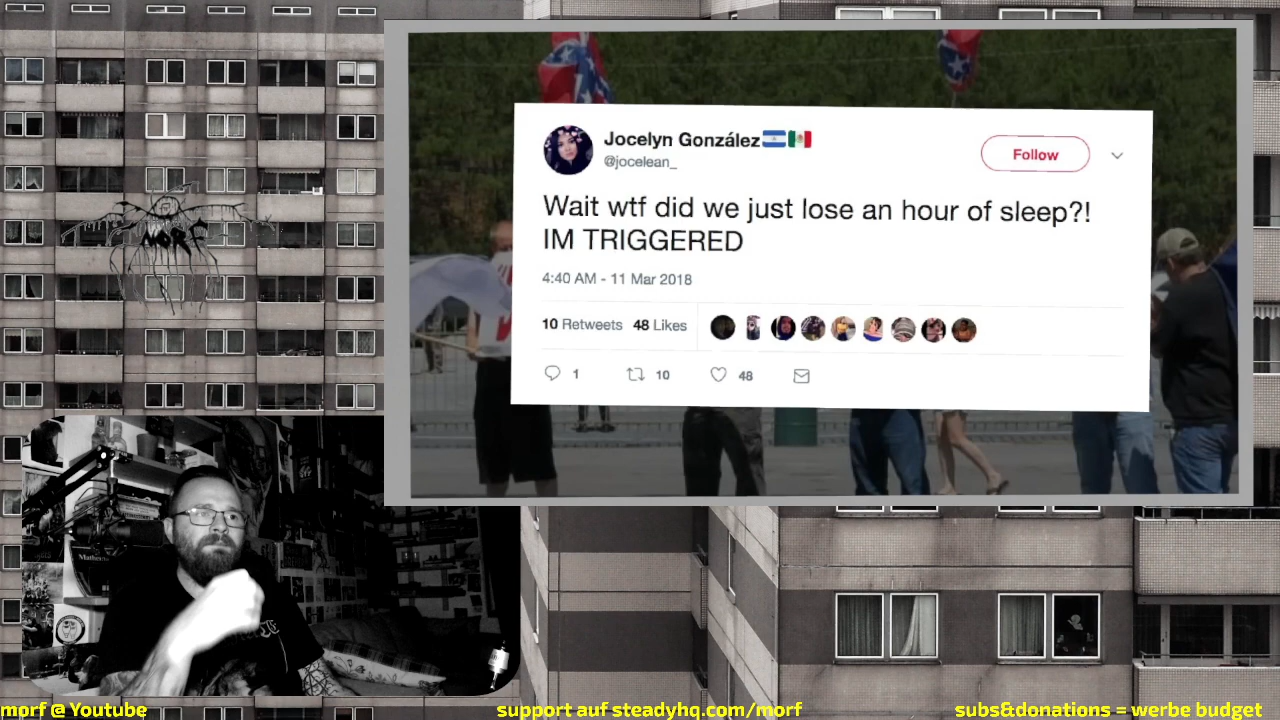 Jocelyn González
@jocelean_
Follow
Wait wtf did we just lose an hour of sleep?!
IM TRIGGERED
4:40 AM - 11 Mar 2018
10 Retweets 48 Likes
1 10 48
MORF
morf @ Youtube
support auf steadyhq.com/morf
subs&donations = werbe budget